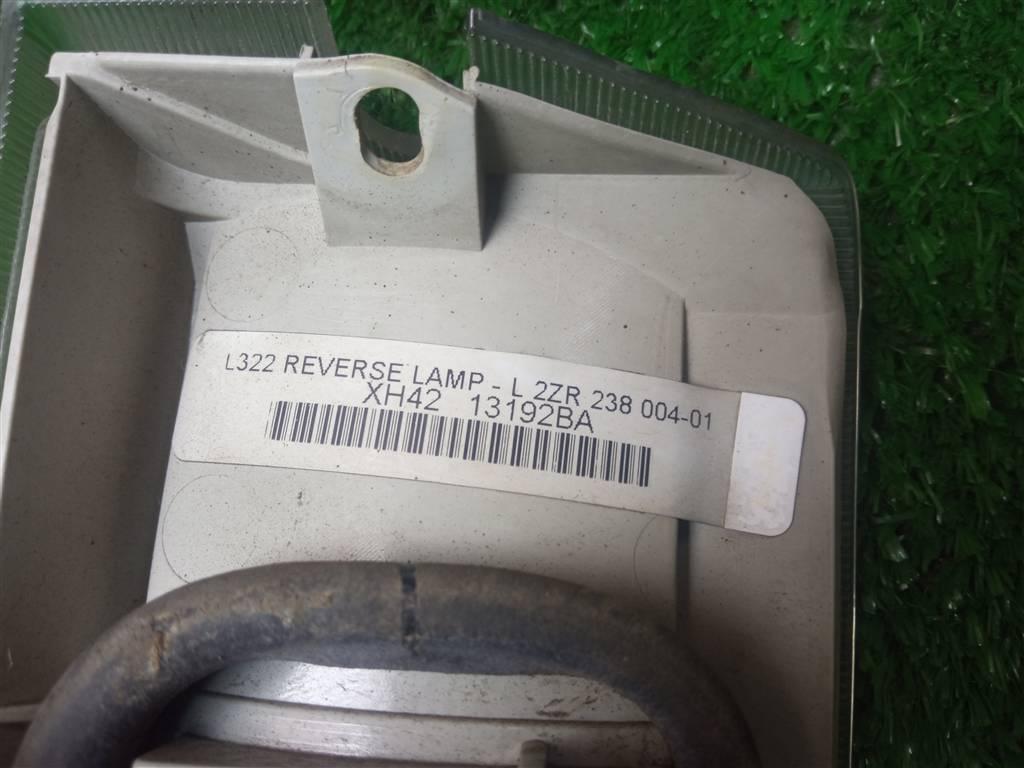 L322 REVERSE LAMP - L 2ZR 238 004-01
XH42 13192BA